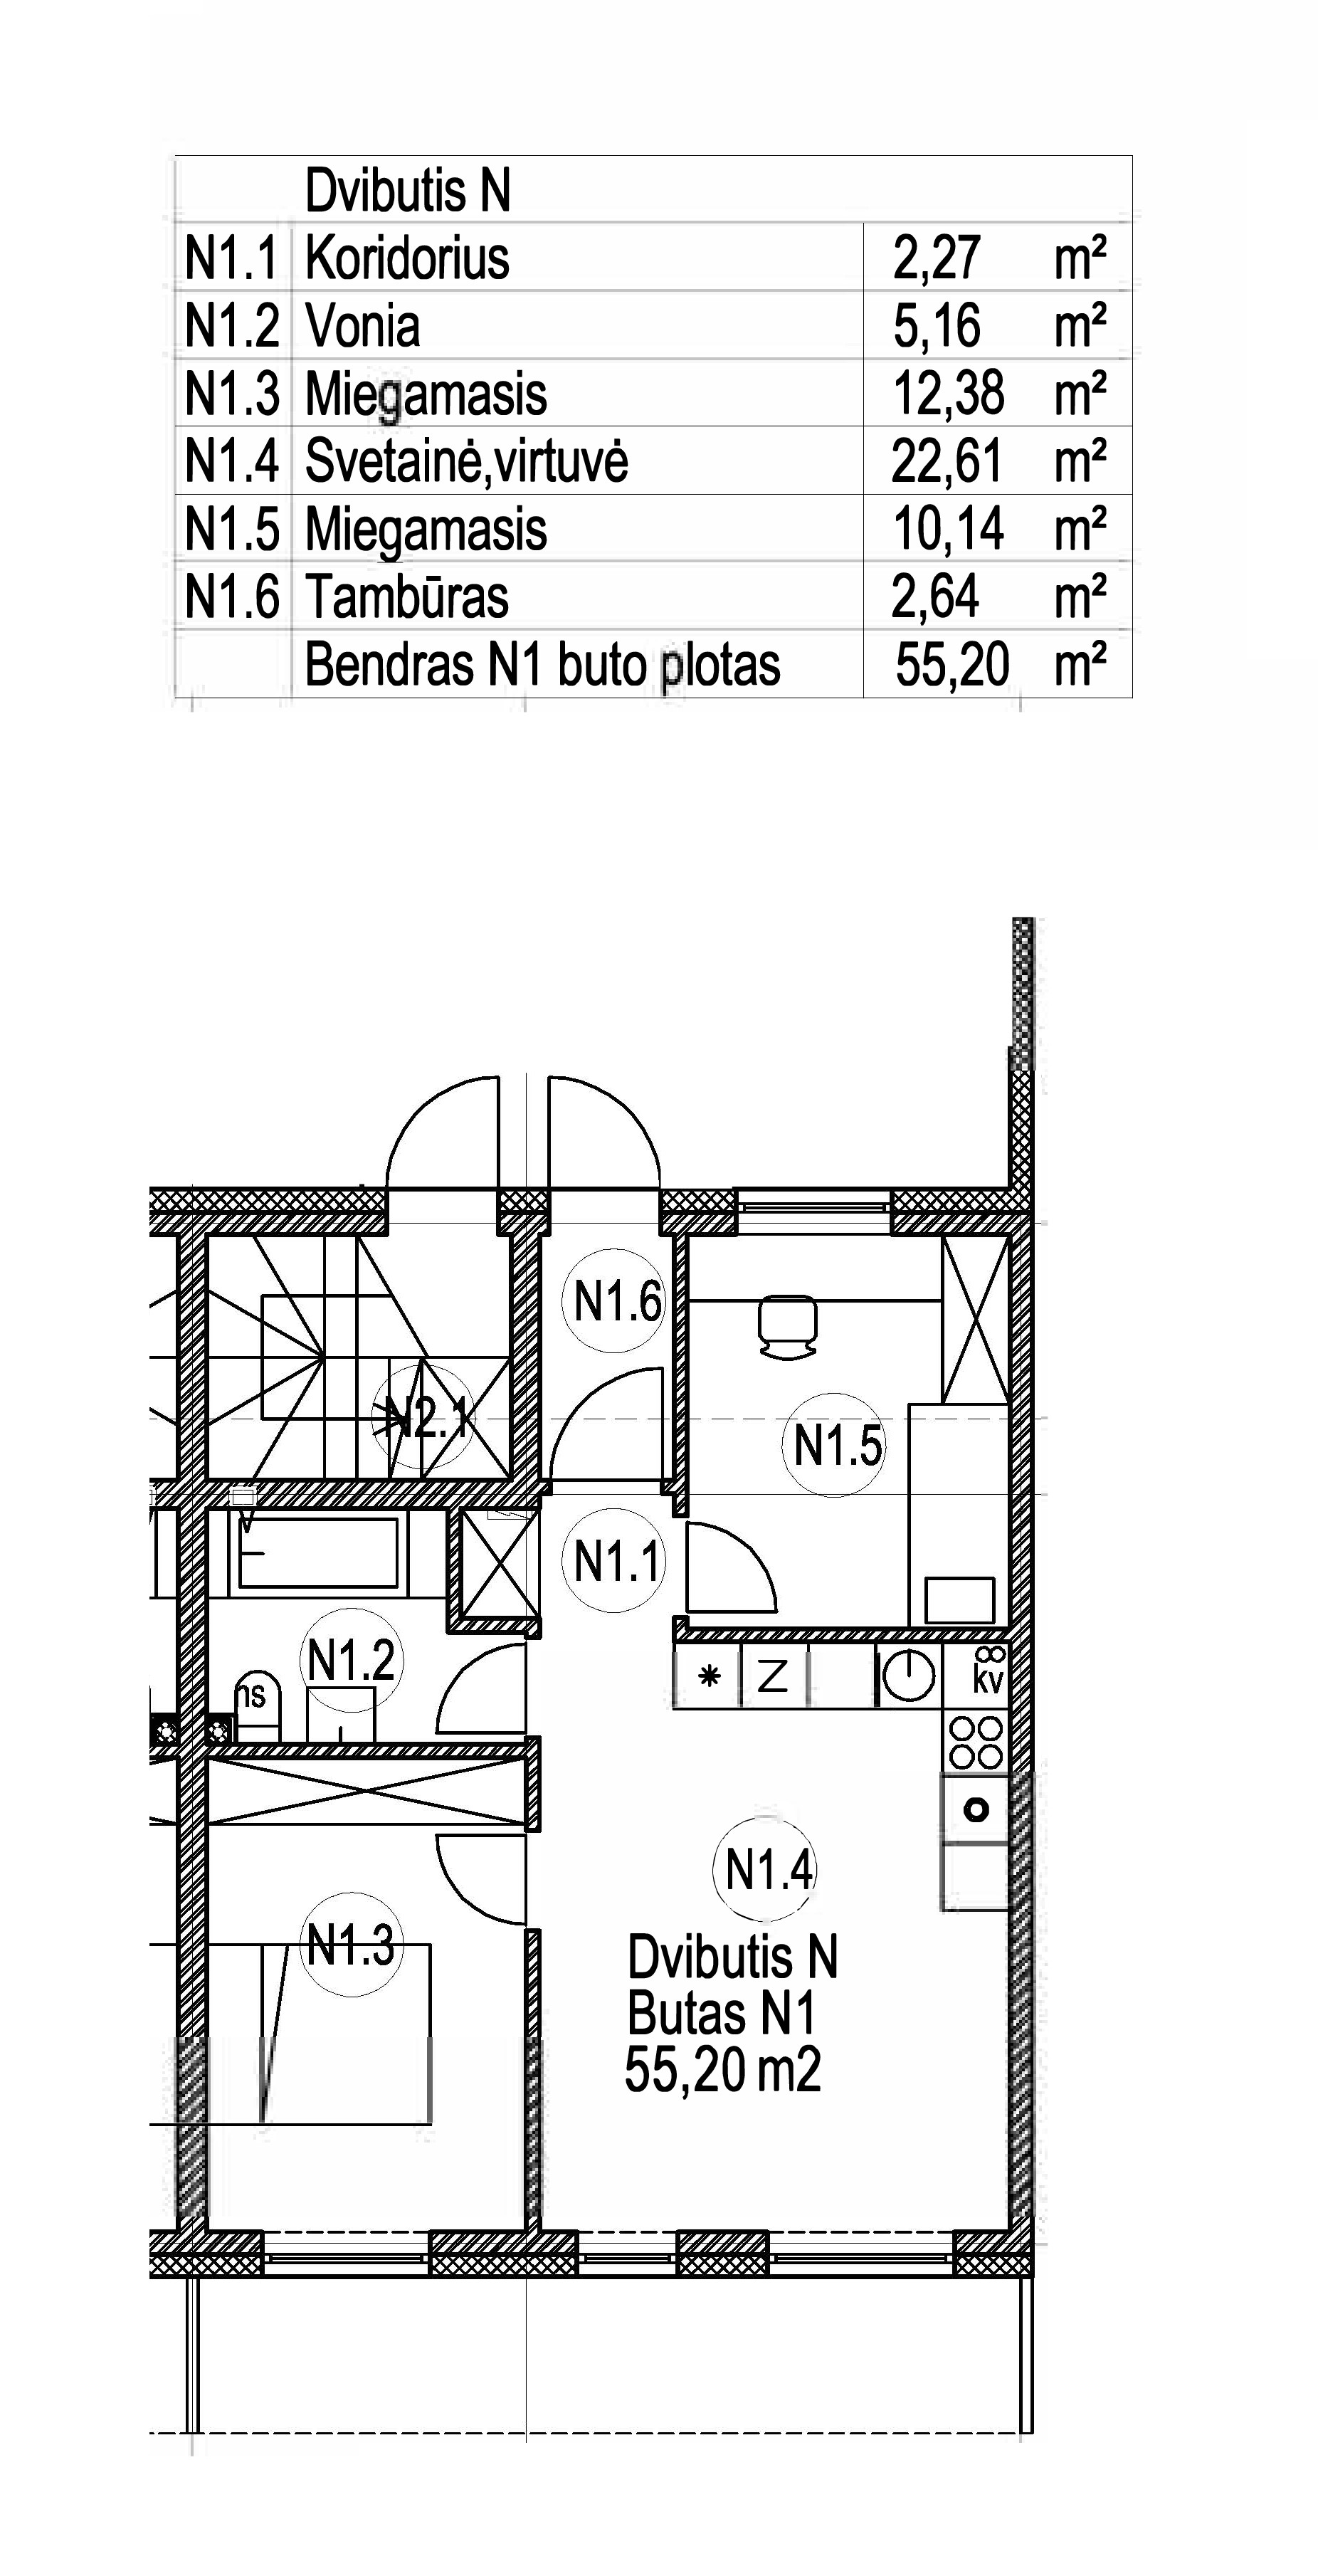 Dvibutis N
N1.1 Koridorius 2,27 m²
N1.2 Vonia 5,16 m²
N1.3 Miegamasis 12,38 m²
N1.4 Svetainė,virtuvė 22,61 m²
N1.5 Miegamasis 10,14 m²
N1.6 Tambūras 2,64 m²
Bendras N1 buto plotas 55,20 m²
N1.6
N2.1
N1.5
N1.1
N1.2
ns
Z
kv
N1.4
N1.3
Dvibutis N
Butas N1
55,20 m2